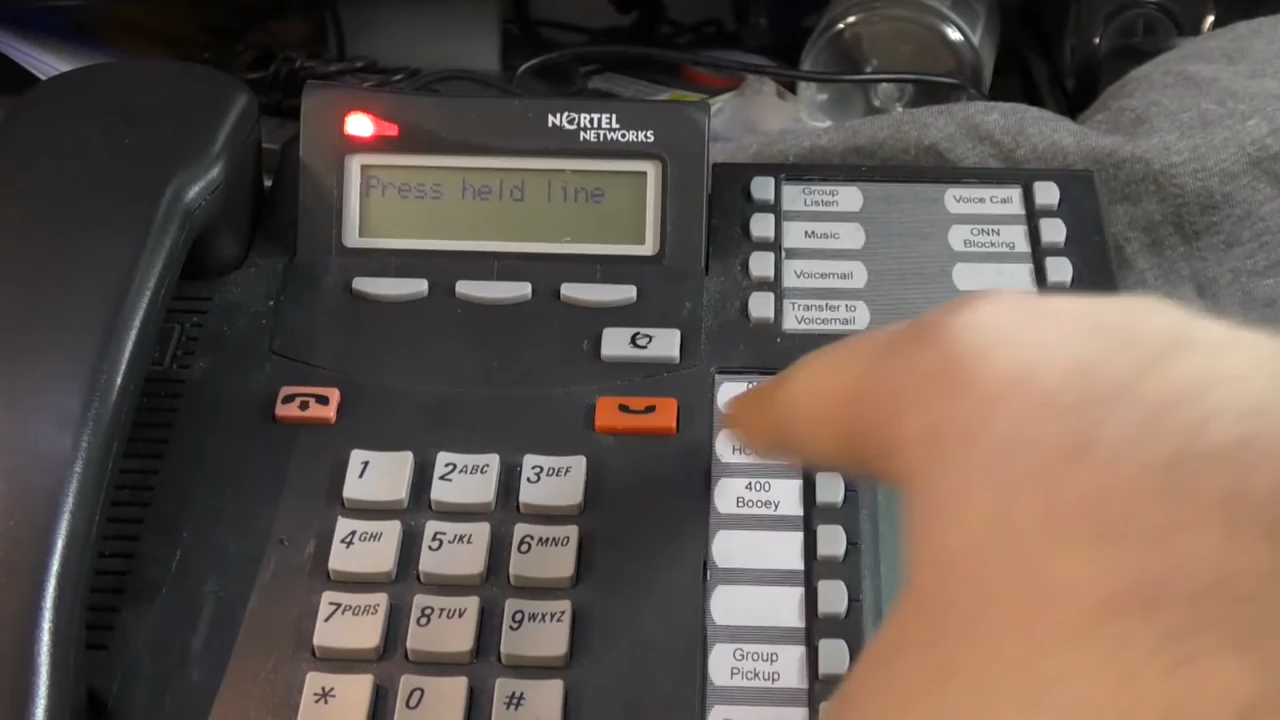 NORTEL
NETWORKS
Press held line
Group
Listen
Voice Call
Music
ONN
Blocking
Voicemail
Transfer to
Voicemail
400
Booey
Group
Pickup
1
2ABC
3DEF
4GHI
5JKL
6MNO
7PQRS
8TUV
9WXYZ
*
0
#